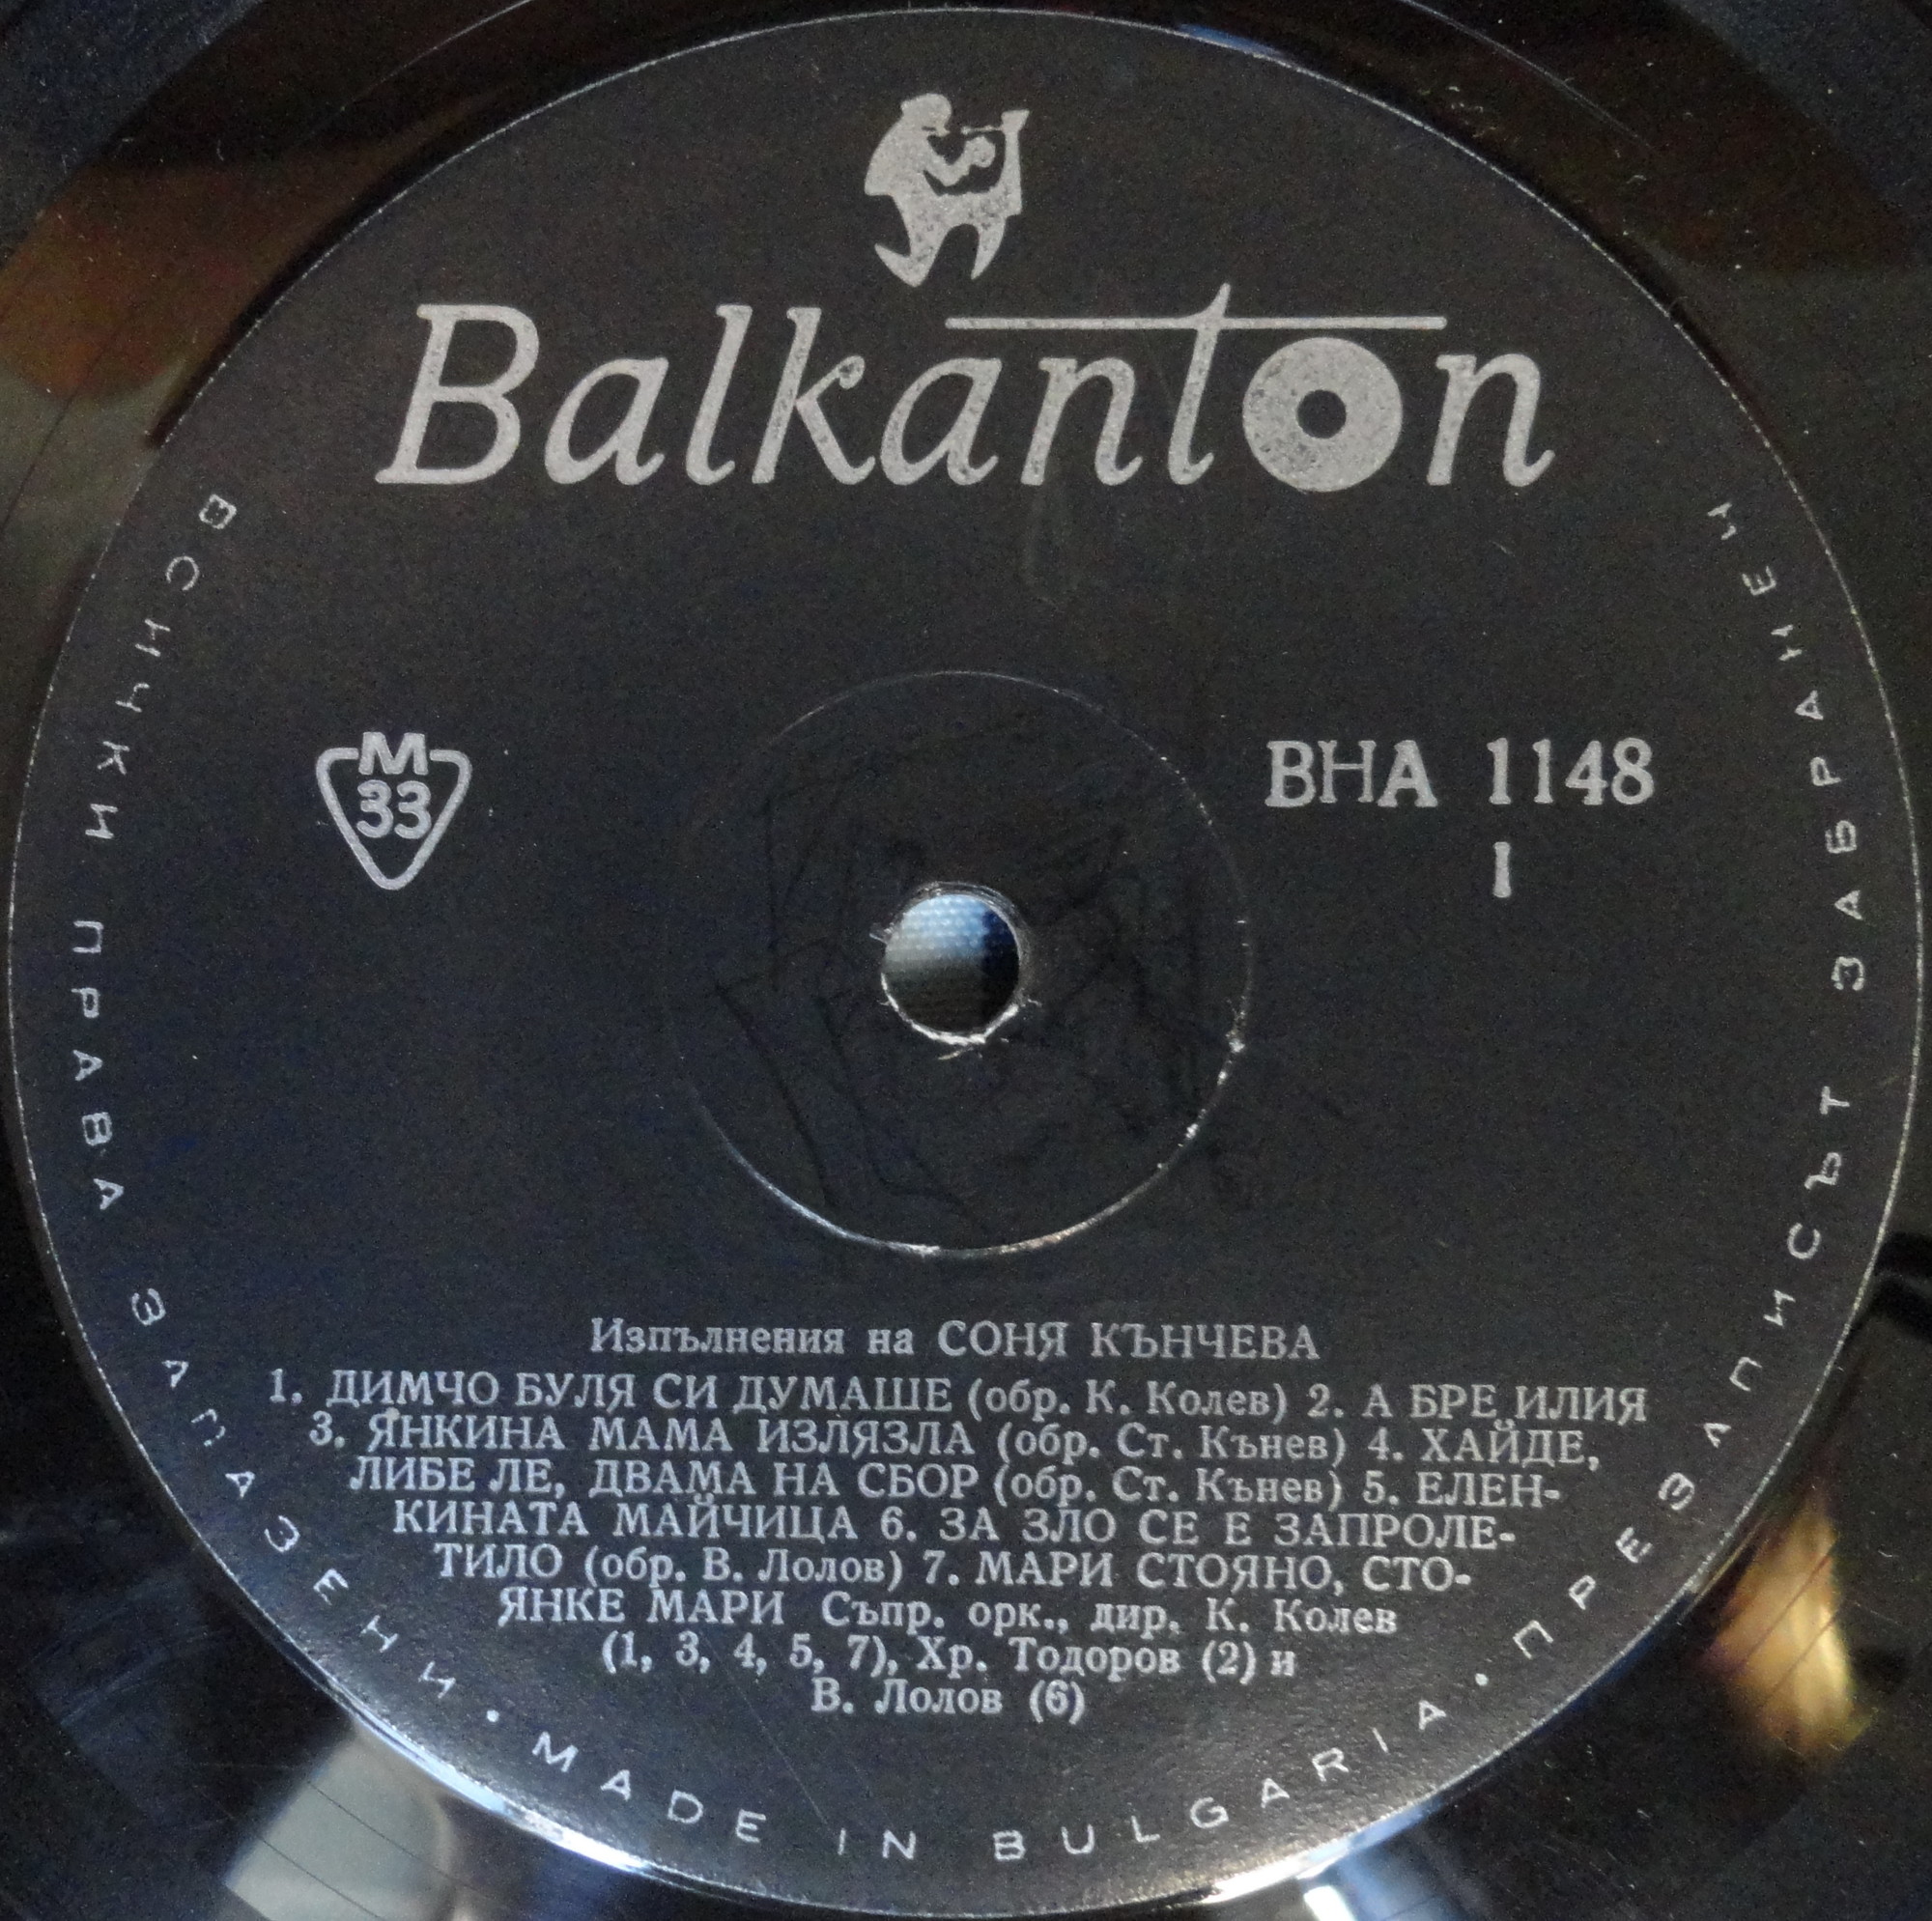 Balkanton
М
33
ВНА 1148
I
Изпълнения на СОНЯ КЪНЧЕВА
1. ДИМЧО БУЛЯ СИ ДУМАШЕ (обр. К. Колев) 2. А БРЕ ИЛИЯ
3. ЯНКИНА МАМА ИЗЛЯЗЛА (обр. Ст. Кънев) 4. ХАЙДЕ,
ЛИБЕ ЛЕ, ДВАМА НА СБОР (обр. Ст. Кънев) 5. ЕЛЕН-
КИНАТА МАЙЧИЦА 6. ЗА ЗЛО СЕ Е ЗАПРОЛЕ-
ТИЛО (обр. В. Лолов) 7. МАРИ СТОЯНО, СТО-
ЯНКЕ МАРИ Съпр. орк., дир. К. Колев
(1, 3, 4, 5, 7), Хр. Тодоров (2) и
В. Лолов (6)
ВСИЧКИ ПРАВА ЗАПАЗЕНИ • MADE IN BULGARIA • ПРЕЗАПИСЪТ ЗАБРАНЕН